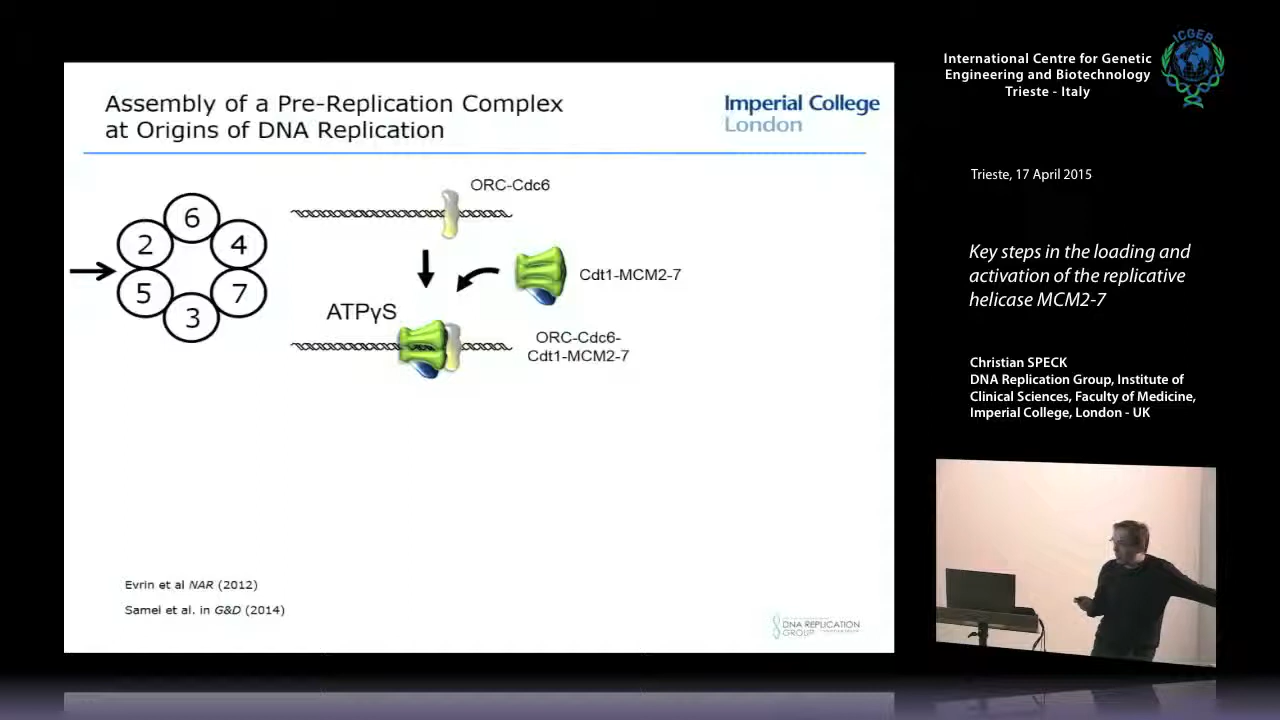 Assembly of a Pre-Replication Complex
at Origins of DNA Replication
Imperial College
London
6
2
4
5
7
3
ORC-Cdc6
Cdt1-MCM2-7
ATPγS
ORC-Cdc6-
Cdt1-MCM2-7
Evrin et al NAR (2012)
Samel et al. in G&D (2014)
DNA REPLICATION
GROUP
International Centre for Genetic
Engineering and Biotechnology
Trieste - Italy
ICGEB
Trieste, 17 April 2015
Key steps in the loading and
activation of the replicative
helicase MCM2-7
Christian SPECK
DNA Replication Group, Institute of
Clinical Sciences, Faculty of Medicine,
Imperial College, London - UK